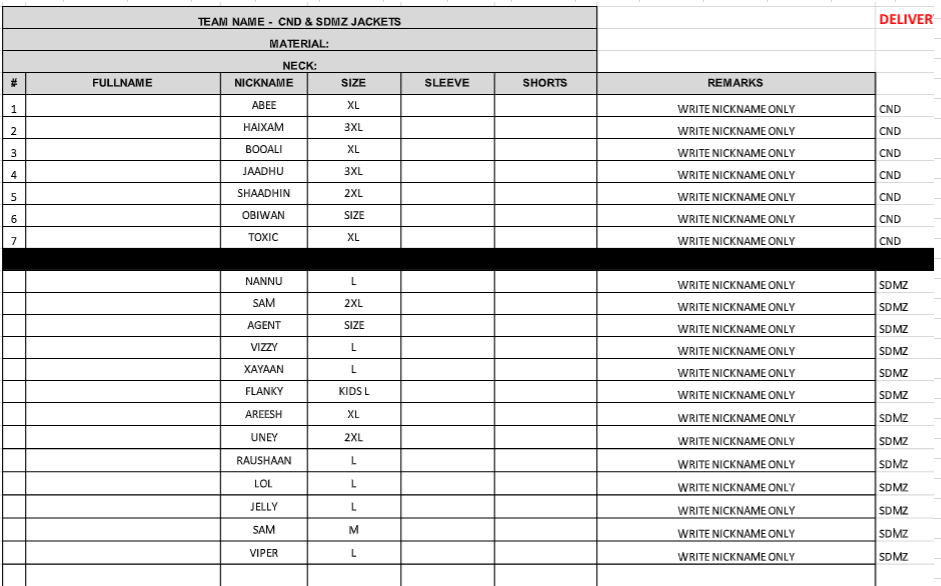 TEAM NAME - CND & SDMZ JACKETS DELIVER
MATERIAL:
NECK:
# FULLNAME NICKNAME SIZE SLEEVE SHORTS REMARKS
1 ABEE XL WRITE NICKNAME ONLY CND
2 HAIXAM 3XL WRITE NICKNAME ONLY CND
3 BOOALI XL WRITE NICKNAME ONLY CND
4 JAADHU 3XL WRITE NICKNAME ONLY CND
5 SHAADHIN 2XL WRITE NICKNAME ONLY CND
6 OBIWAN SIZE WRITE NICKNAME ONLY CND
7 TOXIC XL WRITE NICKNAME ONLY CND
NANNU L WRITE NICKNAME ONLY SDMZ
SAM 2XL WRITE NICKNAME ONLY SDMZ
AGENT SIZE WRITE NICKNAME ONLY SDMZ
VIZZY L WRITE NICKNAME ONLY SDMZ
XAYAAN L WRITE NICKNAME ONLY SDMZ
FLANKY KIDS L WRITE NICKNAME ONLY SDMZ
AREESH XL WRITE NICKNAME ONLY SDMZ
UNEY 2XL WRITE NICKNAME ONLY SDMZ
RAUSHAAN L WRITE NICKNAME ONLY SDMZ
LOL L WRITE NICKNAME ONLY SDMZ
JELLY L WRITE NICKNAME ONLY SDMZ
SAM M WRITE NICKNAME ONLY SDMZ
VIPER L WRITE NICKNAME ONLY SDMZ